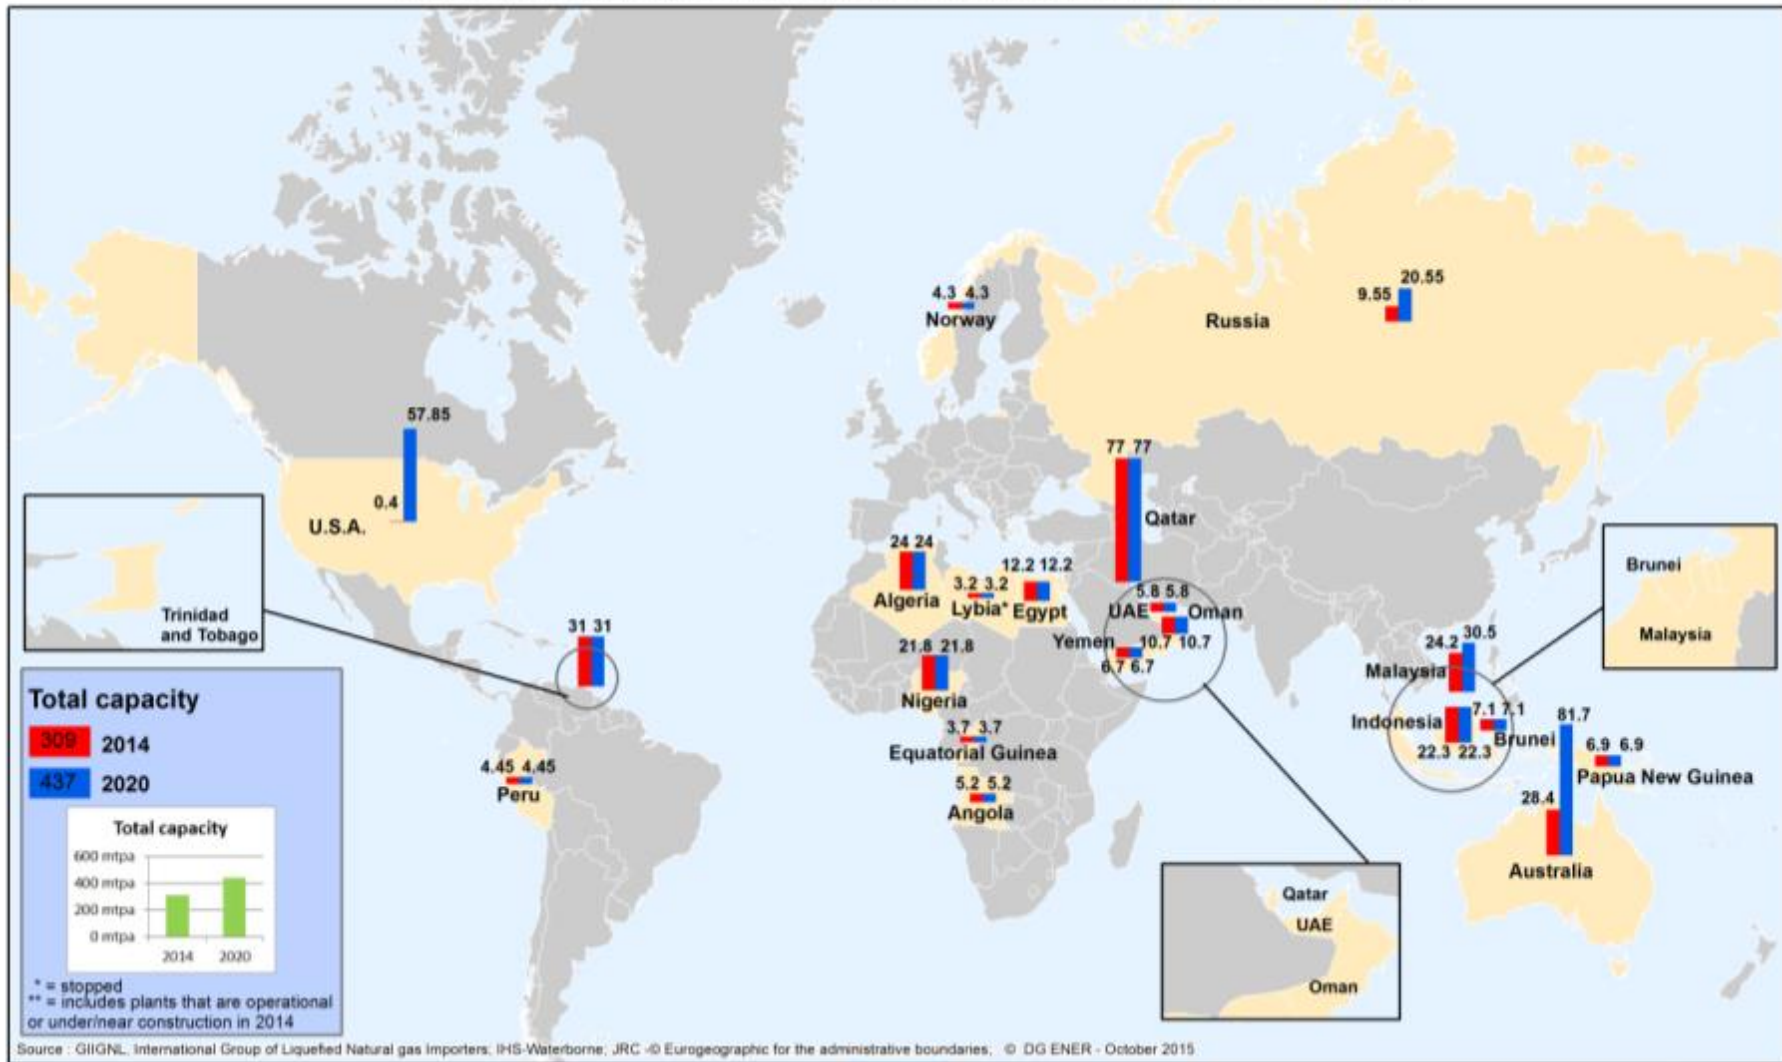 4.3 4.3
Norway
20.55
9.55
Russia
57.85
0.4
U.S.A.
77 77
Qatar
24 24
Algeria
3.2 3.2
Lybia*
12.2 12.2
Egypt
5.8 5.8
UAE
Oman
Yemen
10.7 10.7
6.7 6.7
Brunei
Malaysia
Trinidad
and Tobago
31 31
21.8 21.8
Nigeria
30.5
24.2
Malaysia
Indonesia
22.3 22.3
7.1 7.1
Brunei
81.7
28.4
Australia
6.9 6.9
Papua New Guinea
3.7 3.7
Equatorial Guinea
4.45 4.45
Peru
5.2 5.2
Angola
Total capacity
309 2014
437 2020
Total capacity
600 mtpa
400 mtpa
200 mtpa
0 mtpa
2014 2020
* = stopped
** = includes plants that are operational
or under/near construction in 2014
Qatar
UAE
Oman
Source : GIIGNL, International Group of Liquefied Natural gas Importers; IHS-Waterborne; JRC -© Eurogeographic for the administrative boundaries; © DG ENER - October 2015